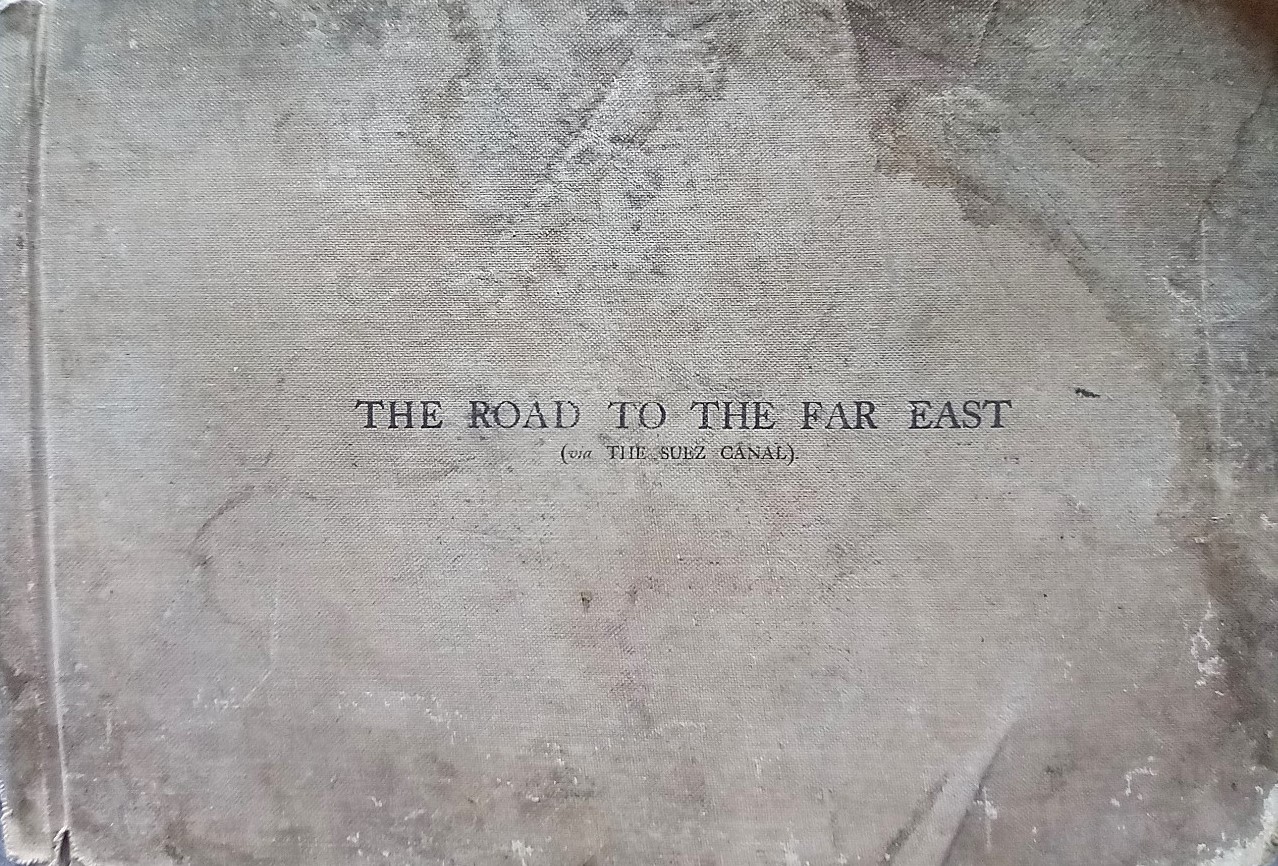 THE ROAD TO THE FAR EAST
(via THE SUEZ CANAL).